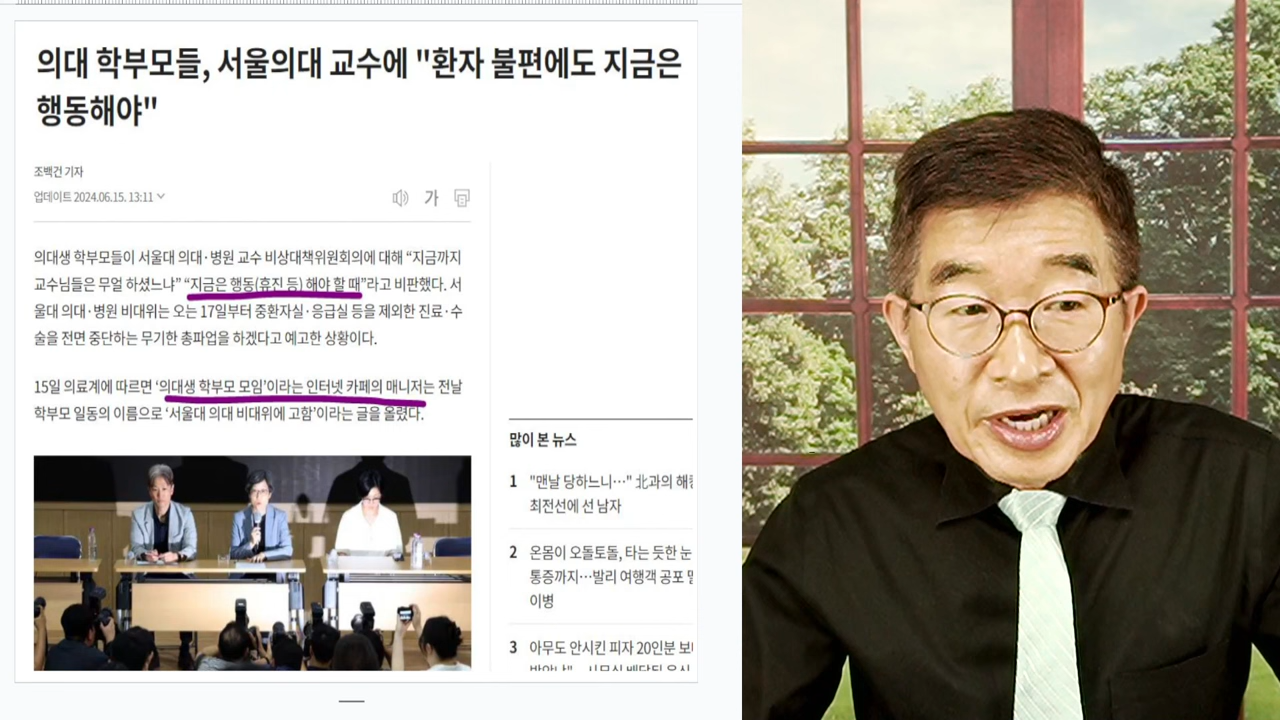 의대 학부모들, 서울의대 교수에 "환자 불편에도 지금은
행동해야"
조백건 기자
업데이트 2024.06.15. 13:11
가
의대생 학부모들이 서울대 의대·병원 교수 비상대책위원회의에 대해 “지금까지
교수님들은 무얼 하셨느냐” “지금은 행동(휴진 등) 해야 할 때”라고 비판했다. 서
울대 의대·병원 비대위는 오는 17일부터 중환자실·응급실 등을 제외한 진료·수
술을 전면 중단하는 무기한 총파업을 하겠다고 예고한 상황이다.
15일 의료계에 따르면 ‘의대생 학부모 모임’이라는 인터넷 카페의 매니저는 전날
학부모 일동의 이름으로 ‘서울대 의대 비대위에 고함’이라는 글을 올렸다.
많이 본 뉴스
1 "맨날 당하느니…" 北과의 해
최전선에 선 남자
2 온몸이 오돌토돌, 타는 듯한 눈
통증까지…발리 여행객 공포
이병
3 아무도 안시킨 피자 20인분